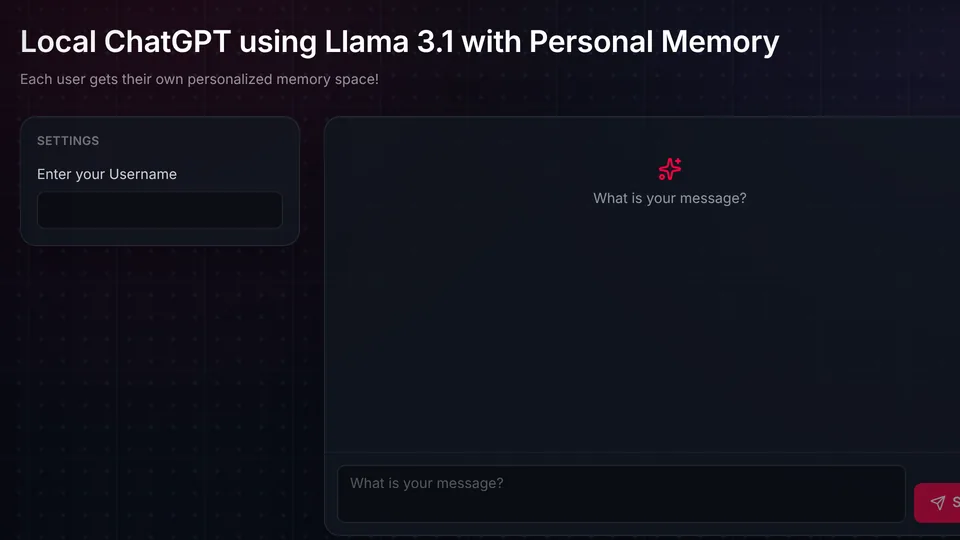 Local ChatGPT using Llama 3.1 with Personal Memory
Each user gets their own personalized memory space!
SETTINGS
Enter your Username
What is your message?
What is your message?